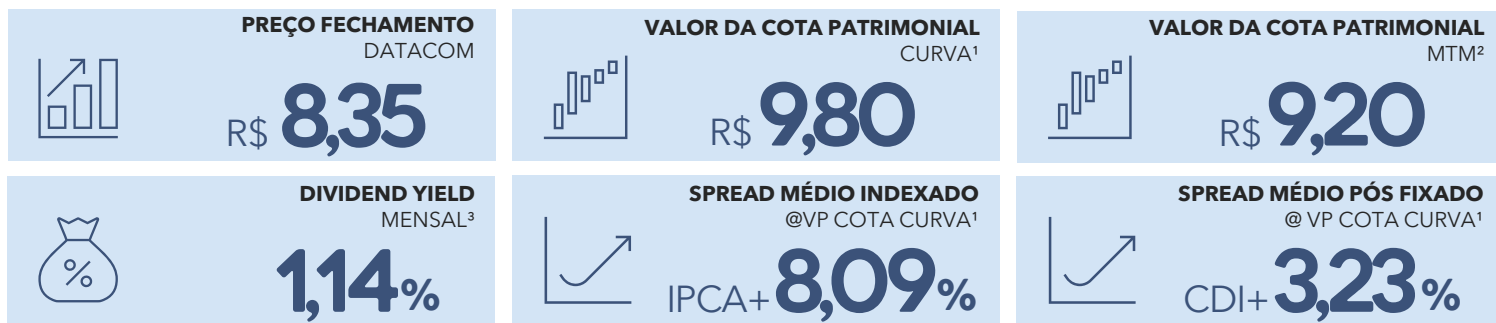 PREÇO FECHAMENTO
DATACOM
R$ 8,35
VALOR DA COTA PATRIMONIAL
CURVA¹
R$ 9,80
VALOR DA COTA PATRIMONIAL
MTM²
R$ 9,20
DIVIDEND YIELD
MENSAL³
%
1,14%
SPREAD MÉDIO INDEXADO
@VP COTA CURVA¹
IPCA+ 8,09%
SPREAD MÉDIO PÓS FIXADO
@ VP COTA CURVA¹
CDI+ 3,23%